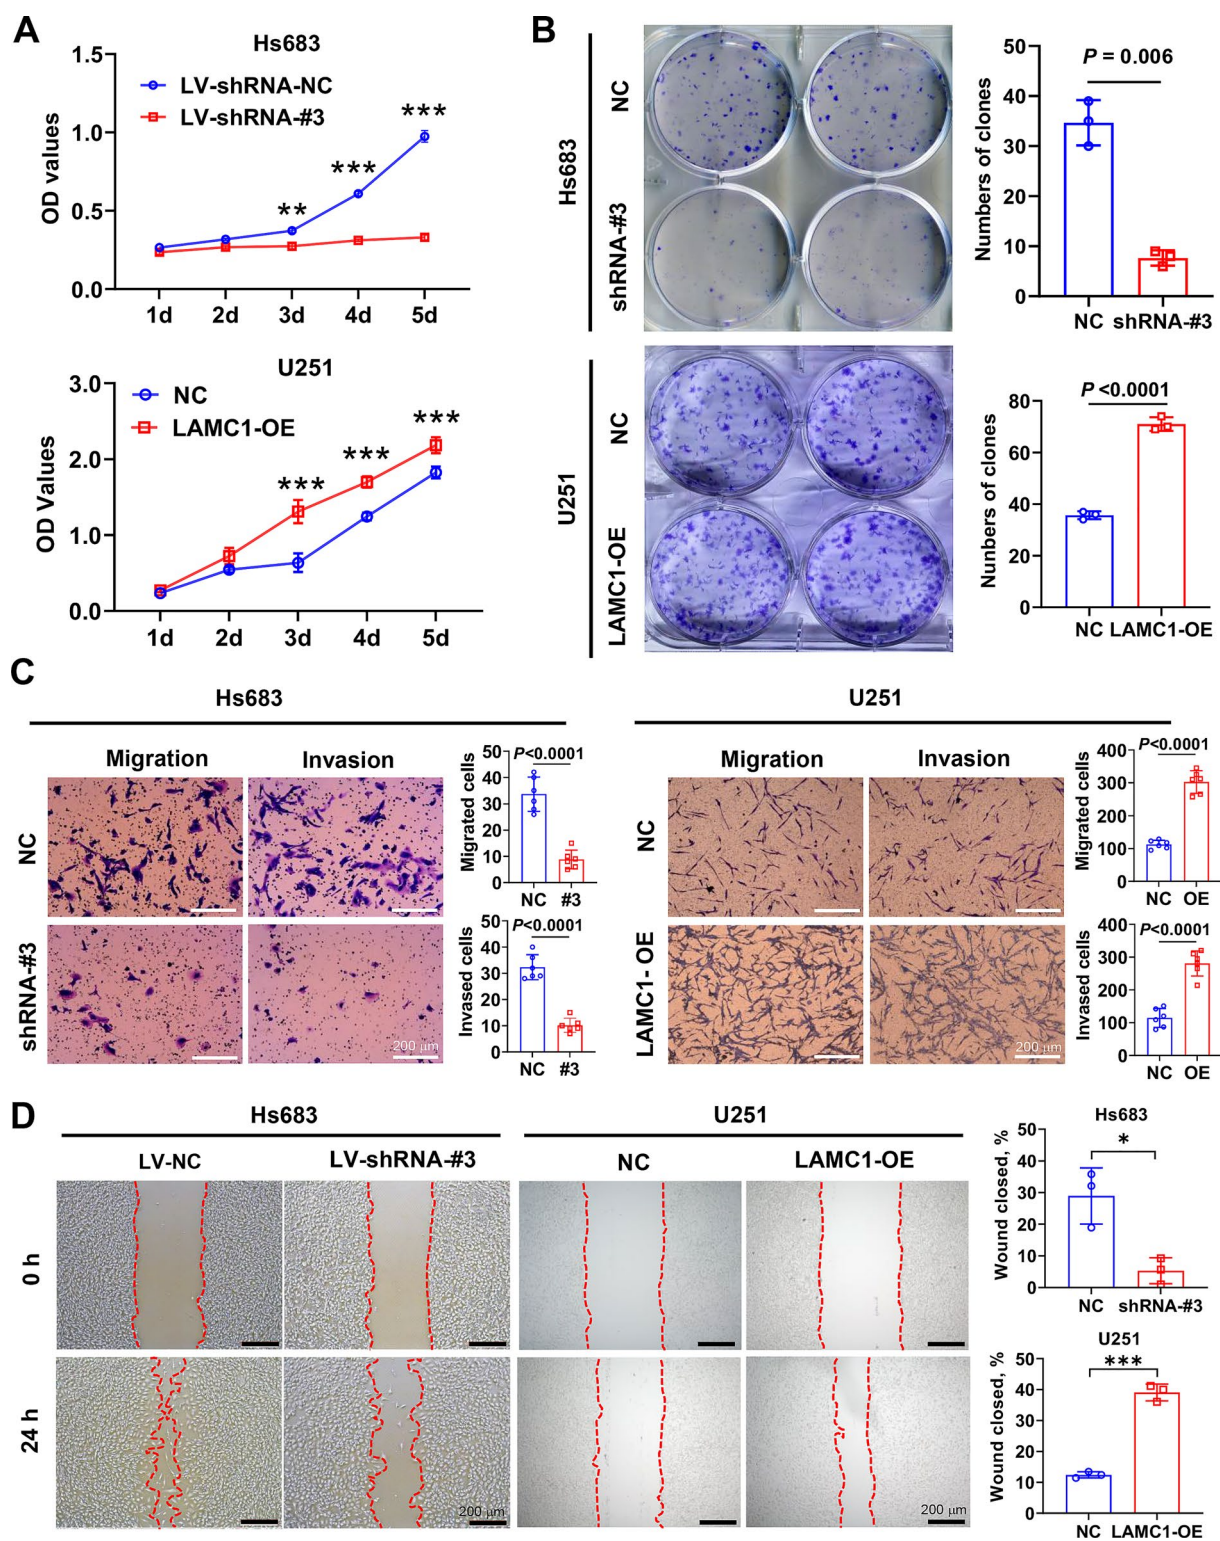 A
Hs683
1.5
1.0
0.5
0.0
OD values
LV-shRNA-NC
LV-shRNA-#3
**
***
***
1d 2d 3d 4d 5d
U251
3.0
2.0
1.0
0.0
OD Values
NC
LAMC1-OE
***
***
***
1d 2d 3d 4d 5d
B
Hs683
NC
shRNA-#3
50
40
30
20
10
0
Numbers of clones
P = 0.006
NC shRNA-#3
U251
NC
LAMC1-OE
80
60
40
20
0
Nunbers of clones
P <0.0001
NC LAMC1-OE
C
Hs683
Migration Invasion
NC
shRNA-#3
200 μm
50
40
30
20
10
0
Migrated cells
P<0.0001
NC #3
50
40
30
20
10
0
Invased cells
P<0.0001
NC #3
U251
Migration Invasion
NC
LAMC1- OE
200 μm
400
300
200
100
0
Migrated cells
P<0.0001
NC OE
400
300
200
100
0
Invased cells
P<0.0001
NC OE
D
Hs683
LV-NC LV-shRNA-#3
U251
NC LAMC1-OE
0 h
24 h
200 μm
200 μm
Hs683
50
40
30
20
10
0
Wound closed, %
*
NC shRNA-#3
U251
50
40
30
20
10
0
Wound closed, %
***
NC LAMC1-OE